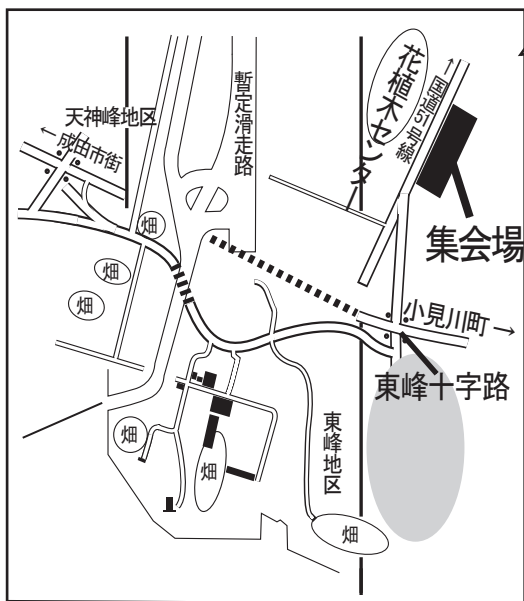 天神峰地区
← 成田市街
暫定滑走路
花植木センター
国道51号線
→
集会場
小見川町 →
東峰十字路
東峰地区
畑
畑
畑
畑
畑
畑